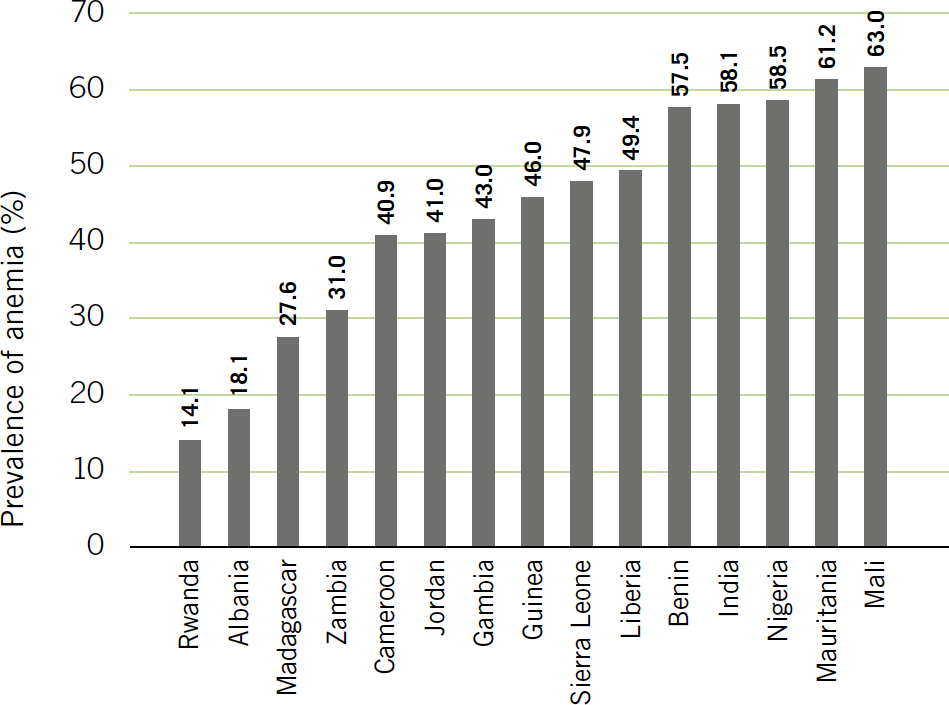 Prevalence of anemia (%)
70
60
50
40
30
20
10
0
14.1
18.1
27.6
31.0
40.9
41.0
43.0
46.0
47.9
49.4
57.5
58.1
58.5
61.2
63.0
Rwanda
Albania
Madagascar
Zambia
Cameroon
Jordan
Gambia
Guinea
Sierra Leone
Liberia
Benin
India
Nigeria
Mauritania
Mali